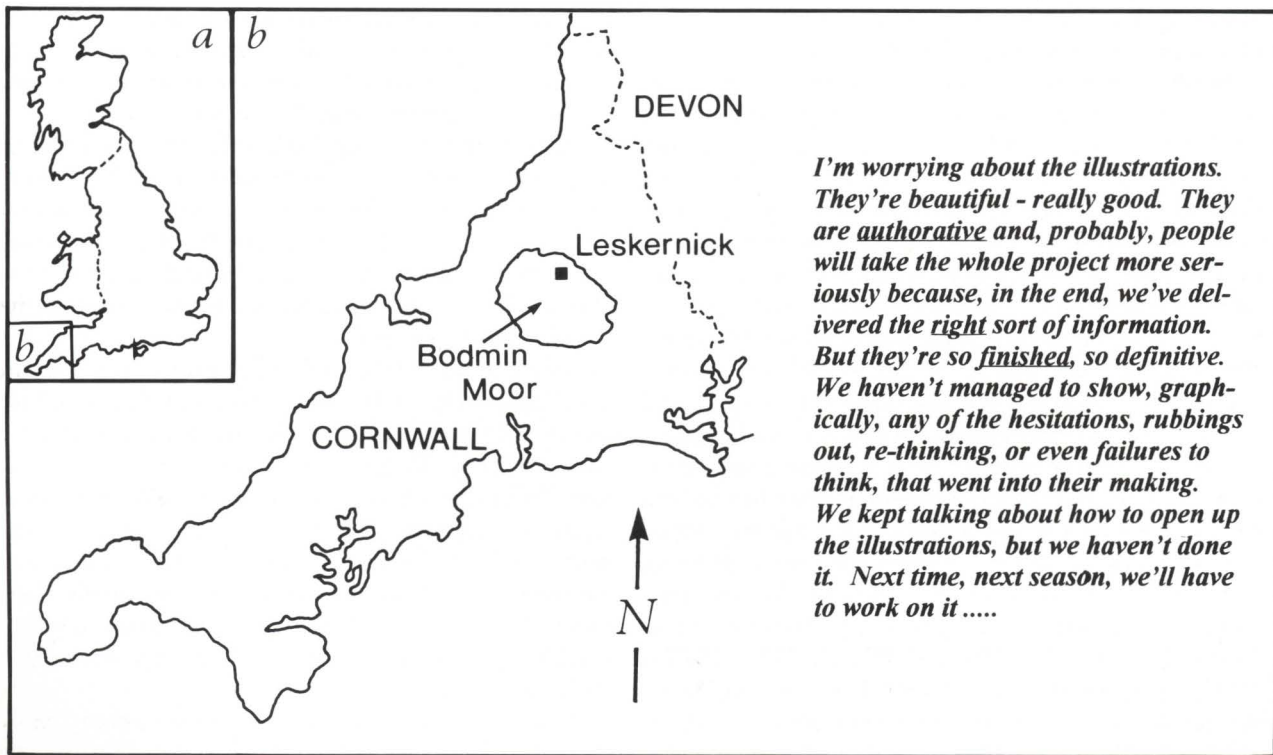 a
b
b
DEVON
Leskernick
Bodmin
Moor
CORNWALL
N
I'm worrying about the illustrations.
They're beautiful - really good. They
are authorative and, probably, people
will take the whole project more ser-
iously because, in the end, we've del-
ivered the right sort of information.
But they're so finished, so definitive.
We haven't managed to show, graph-
ically, any of the hesitations, rubbings
out, re-thinking, or even failures to
think, that went into their making.
We kept talking about how to open up
the illustrations, but we haven't done
it. Next time, next season, we'll have
to work on it .....